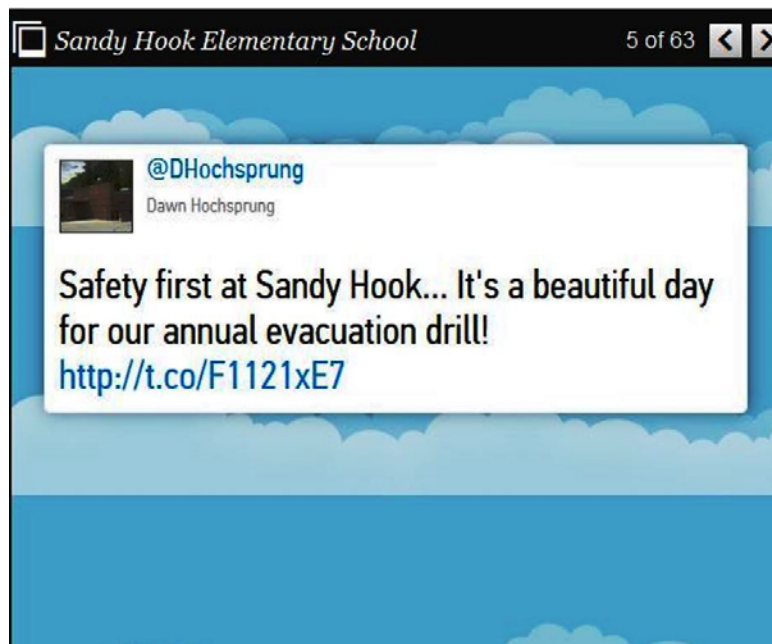 Sandy Hook Elementary School 5 of 63
@DHochsprung
Dawn Hochsprung
Safety first at Sandy Hook... It's a beautiful day
for our annual evacuation drill!
http://t.co/F1121xE7